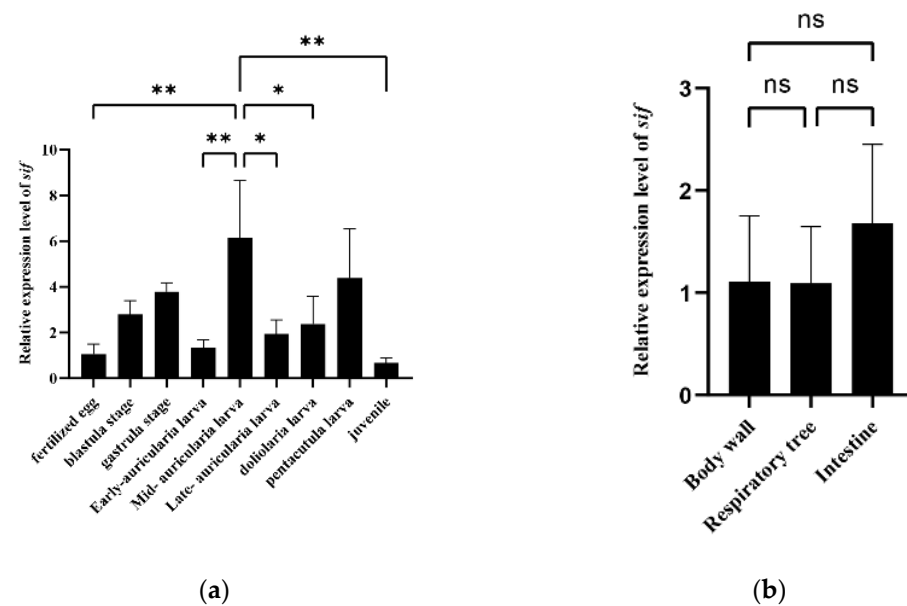 **
**
*
**
*
Relative expression level of sif
10
8
6
4
2
0
fertilized egg
blastula stage
gastrula stage
Early-auricularia larva
Mid- auricularia larva
Late- auricularia larva
doliolaria larva
pentacutula larva
juvenile
(a)
ns
ns
ns
Relative expression level of sif
3
2
1
0
Body wall
Respiratory tree
Intestine
(b)